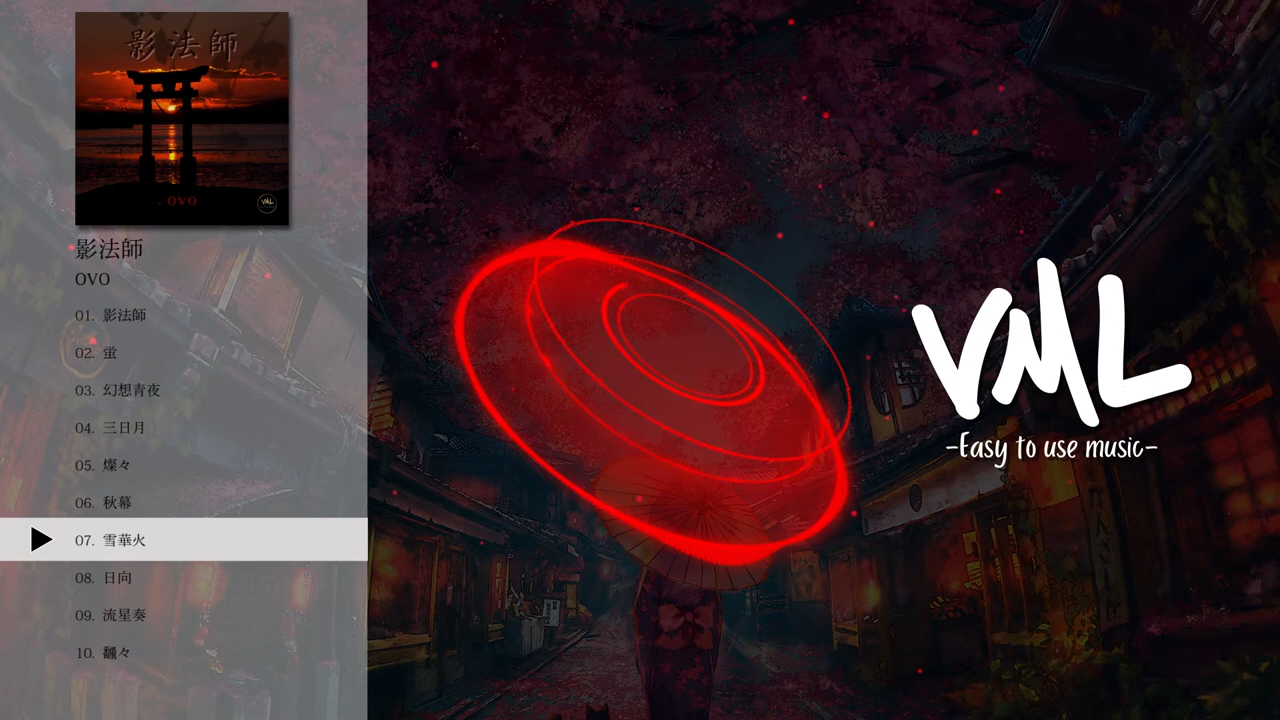 影法師
OVO
VML
影法師
OVO
01. 影法師
02. 蛍
03. 幻想青夜
04. 三日月
05. 燦々
06. 秋幕
07. 雪華火
08. 日向
09. 流星奏
10. 飄々
VML
-Easy to use music-